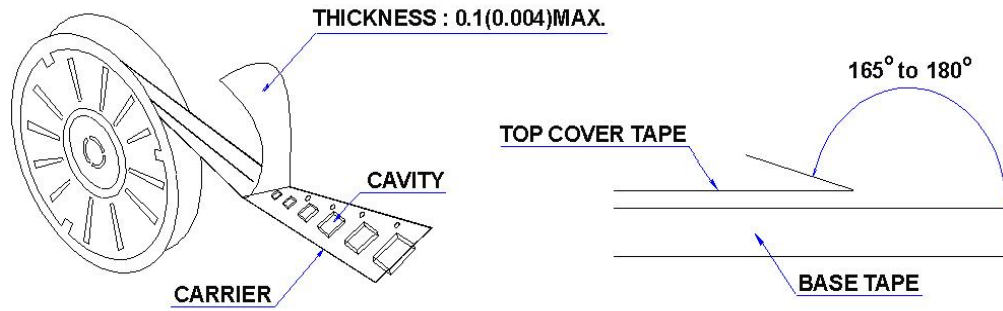 THICKNESS : 0.1(0.004)MAX.
165° to 180°
TOP COVER TAPE
CAVITY
CARRIER
BASE TAPE